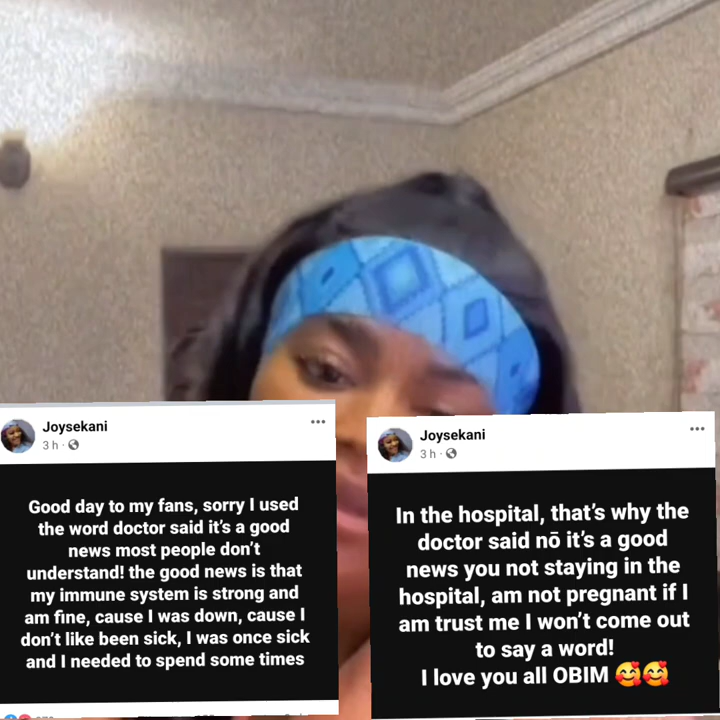 Joysekani
3 h
Good day to my fans, sorry I used
the word doctor said it's a good
news most people don't
understand! the good news is that
my immune system is strong and
am fine, cause I was down, cause I
don't like been sick, I was once sick
and I needed to spend some times
Joysekani
3 h
In the hospital, that's why the
doctor said nō it's a good
news you not staying in the
hospital, am not pregnant if I
am trust me I won't come out
to say a word!
I love you all OBIM 🥰🥰